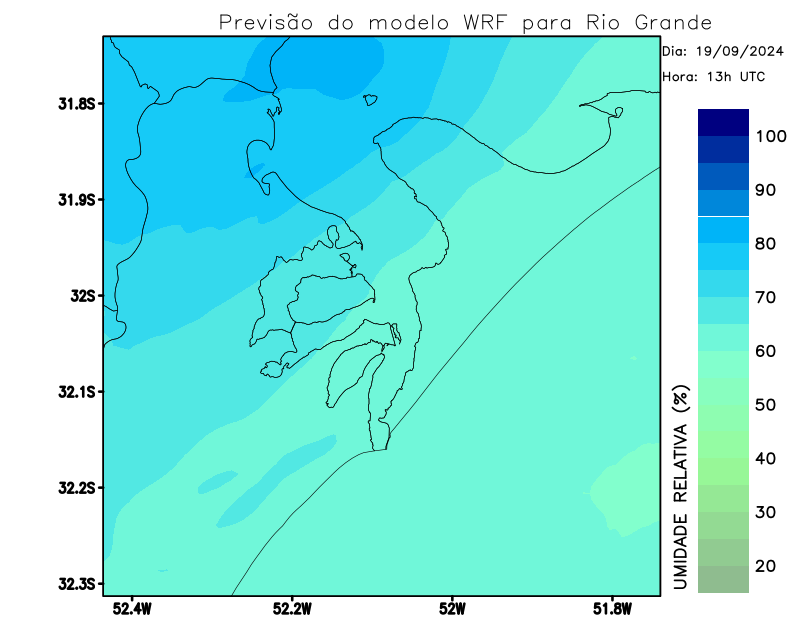 Previsão do modelo WRF para Rio Grande
Dia: 19/09/2024
Hora: 13h UTC
31.8S
31.9S
32S
32.1S
32.2S
32.3S
52.4W
52.2W
52W
51.8W
UMIDADE RELATIVA (%)
100
90
80
70
60
50
40
30
20